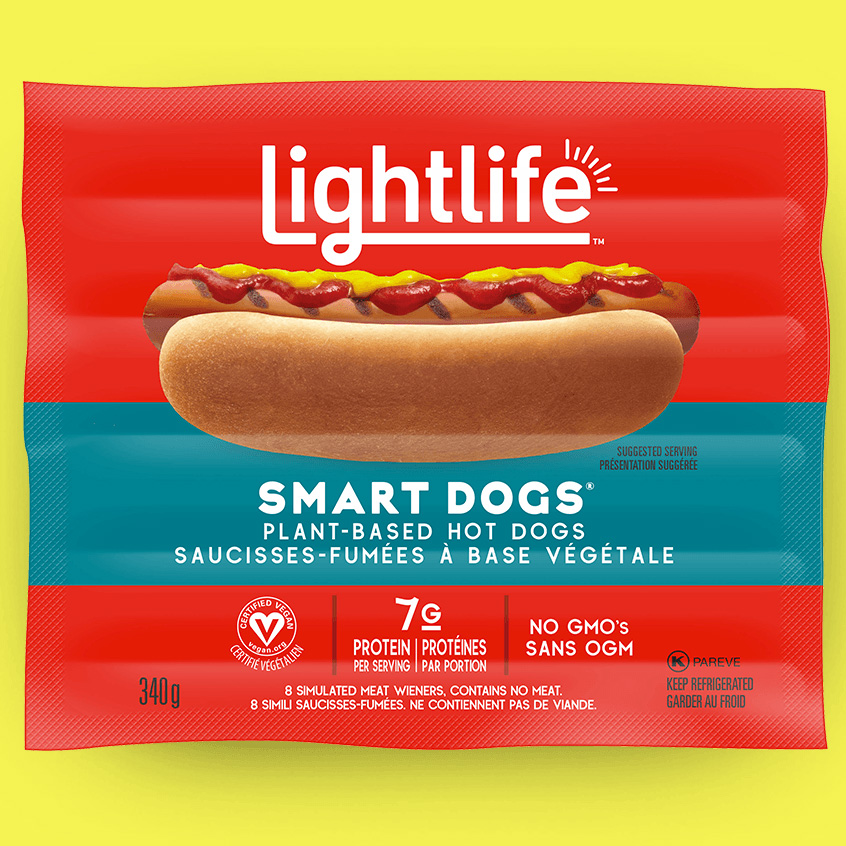 Lightlife™
SUGGESTED SERVING
PRÉSENTATION SUGGÉRÉE
SMART DOGS®
PLANT-BASED HOT DOGS
SAUCISSES-FUMÉES À BASE VÉGÉTALE
CERTIFIED VEGAN
vegan.org
CERTIFIÉ VÉGÉTALIEN
7G
PROTEIN | PROTÉINES
PER SERVING | PAR PORTION
NO GMO's
SANS OGM
K PAREVE
KEEP REFRIGERATED
GARDER AU FROID
340g
8 SIMULATED MEAT WIENERS, CONTAINS NO MEAT.
8 SIMILI SAUCISSES-FUMÉES. NE CONTIENNENT PAS DE VIANDE.